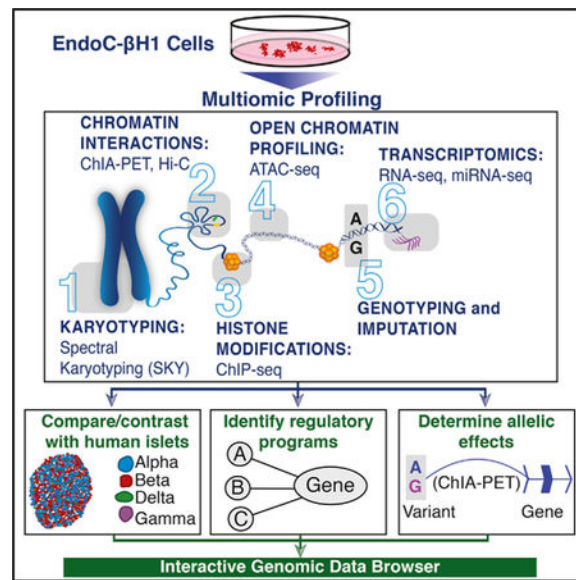 EndoC-βH1 Cells
Multiomic Profiling
CHROMATIN
INTERACTIONS:
ChIA-PET, Hi-C
2
OPEN CHROMATIN
PROFILING:
ATAC-seq
4
TRANSCRIPTOMICS:
RNA-seq, miRNA-seq
6
A
G
1
KARYOTYPING:
Spectral
Karyotyping (SKY)
3
HISTONE
MODIFICATIONS:
ChIP-seq
5
GENOTYPING and
IMPUTATION
Compare/contrast
with human islets
Alpha
Beta
Delta
Gamma
Identify regulatory
programs
A
B
C
Gene
Determine allelic
effects
A
G
(ChIA-PET)
Variant
Gene
Interactive Genomic Data Browser